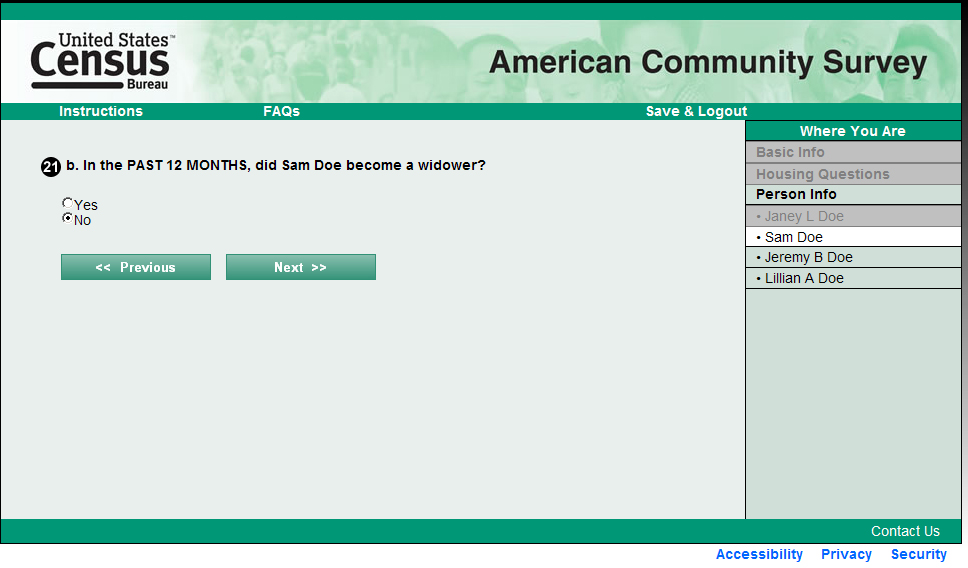 United States™
Census
Bureau
American Community Survey
Instructions FAQs Save & Logout
Where You Are
Basic Info
Housing Questions
Person Info
• Janey L Doe
• Sam Doe
• Jeremy B Doe
• Lillian A Doe
21 b. In the PAST 12 MONTHS, did Sam Doe become a widower?
Yes
No
<< Previous Next >>
Contact Us
Accessibility Privacy Security